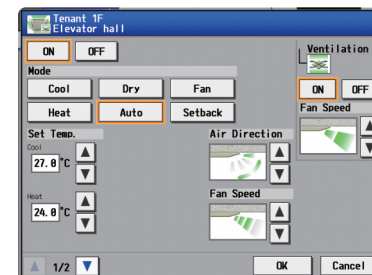 Tenant 1F
Elevator hall
ON OFF
Mode
Cool Dry Fan
Heat Auto Setback
Set Temp.
Cool
27.0 °C
Heat
24.0 °C
Air Direction
Fan Speed
Ventilation
ON OFF
Fan Speed
1/2
OK Cancel